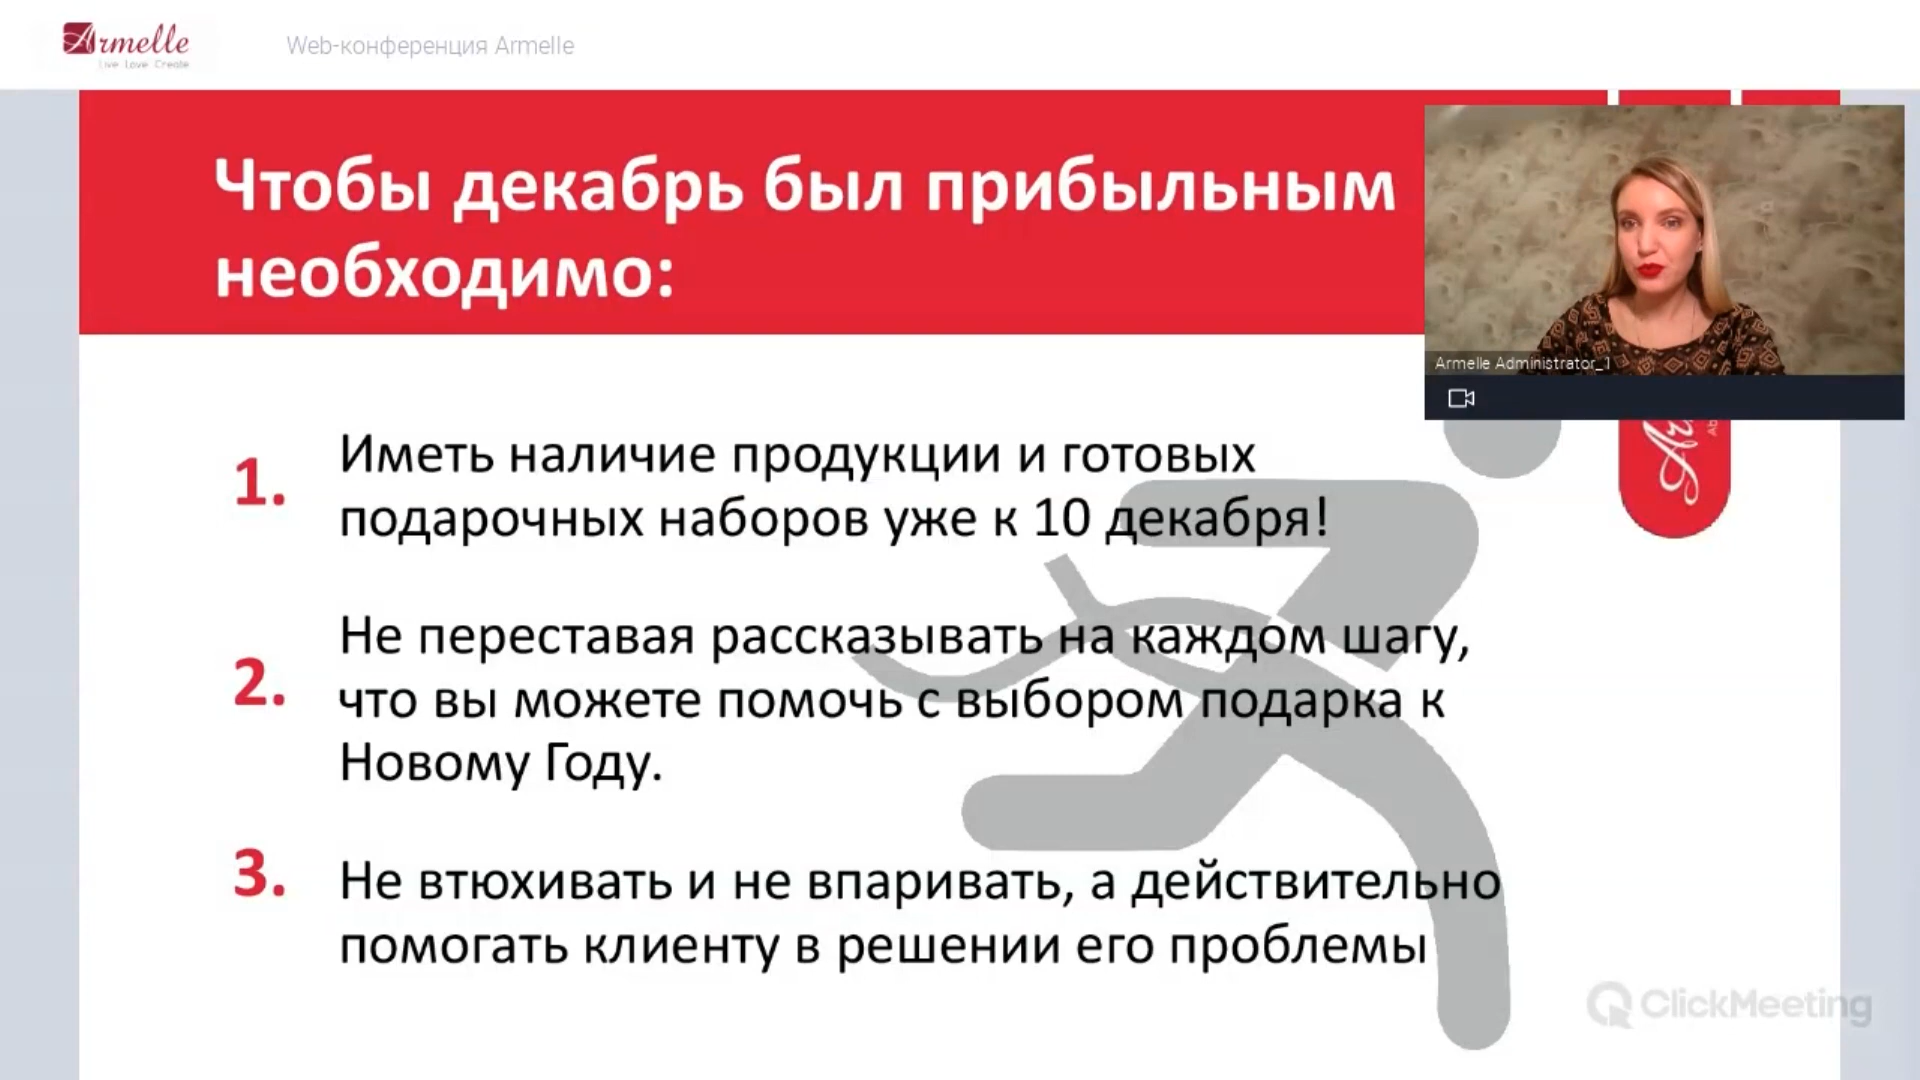 Armelle
Live Love Create
Web-конференция Armelle
Чтобы декабрь был прибыльным
необходимо:
Armelle Administrator_1
1.
Иметь наличие продукции и готовых
подарочных наборов уже к 10 декабря!
2.
Не переставая рассказывать на каждом шагу,
что вы можете помочь с выбором подарка к
Новому Году.
3.
Не втюхивать и не впаривать, а действительно
помогать клиенту в решении его проблемы
ClickMeeting